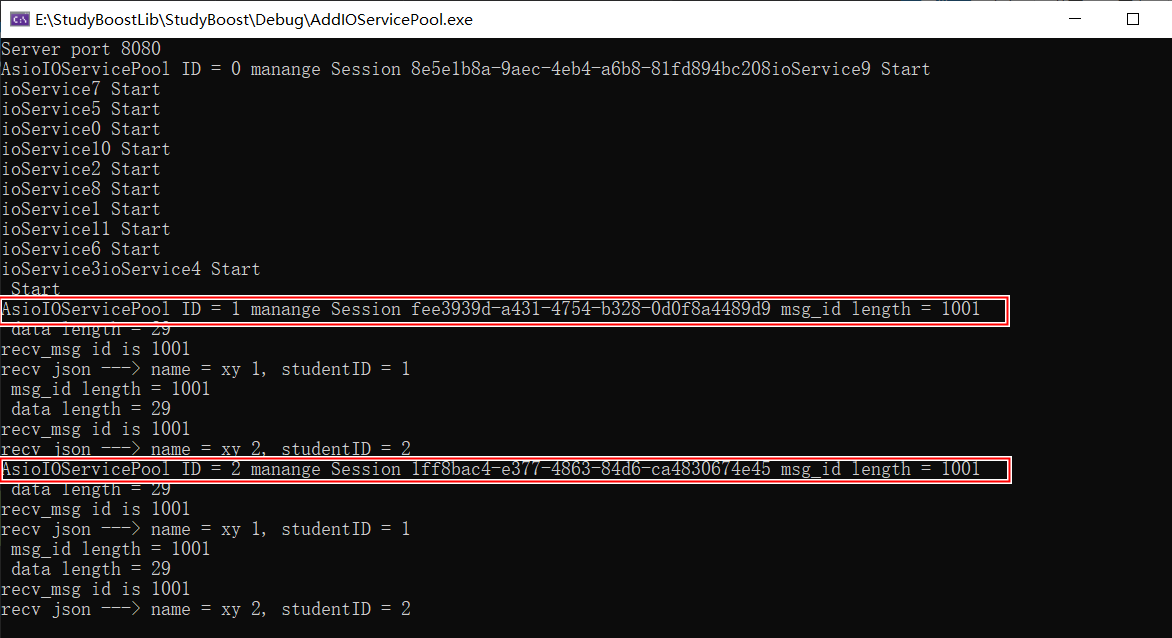 E:\StudyBoostLib\StudyBoost\Debug\AddIOServicePool.exe
Server port 8080
AsioIOServicePool ID = 0 manange Session 8e5e1b8a-9aec-4eb4-a6b8-81fd894bc208ioService9 Start
ioService7 Start
ioService5 Start
ioService0 Start
ioService10 Start
ioService2 Start
ioService8 Start
ioService1 Start
ioService11 Start
ioService6 Start
ioService3ioService4 Start
Start
AsioIOServicePool ID = 1 manange Session fee3939d-a431-4754-b328-0d0f8a4489d9 msg_id length = 1001
data length = 29
recv_msg id is 1001
recv json ---> name = xy 1, studentID = 1
msg_id length = 1001
data length = 29
recv_msg id is 1001
recv json ---> name = xy 2, studentID = 2
AsioIOServicePool ID = 2 manange Session 1ff8bac4-e377-4863-84d6-ca4830674e45 msg_id length = 1001
data length = 29
recv_msg id is 1001
recv json ---> name = xy 1, studentID = 1
msg_id length = 1001
data length = 29
recv_msg id is 1001
recv json ---> name = xy 2, studentID = 2